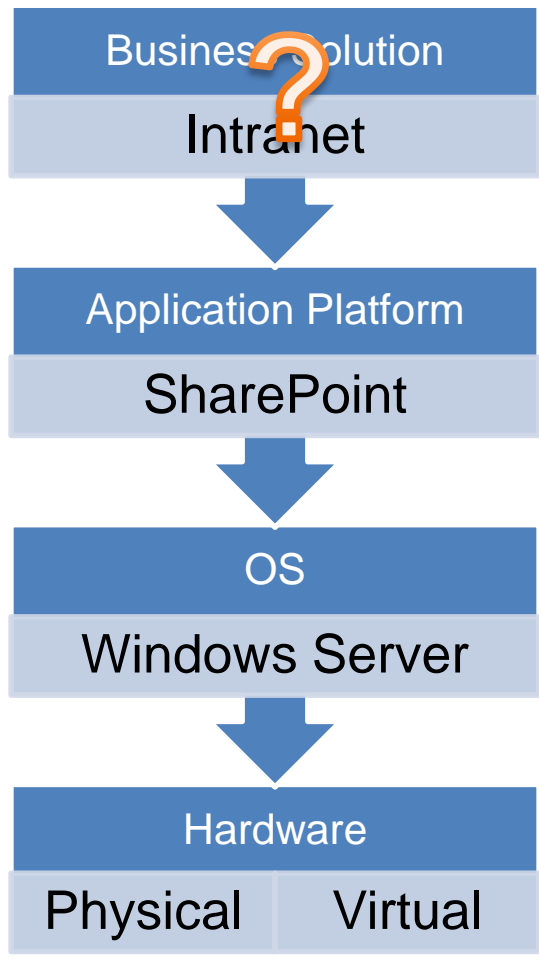 Business Solution
?
Intranet
Application Platform
SharePoint
OS
Windows Server
Hardware
Physical Virtual